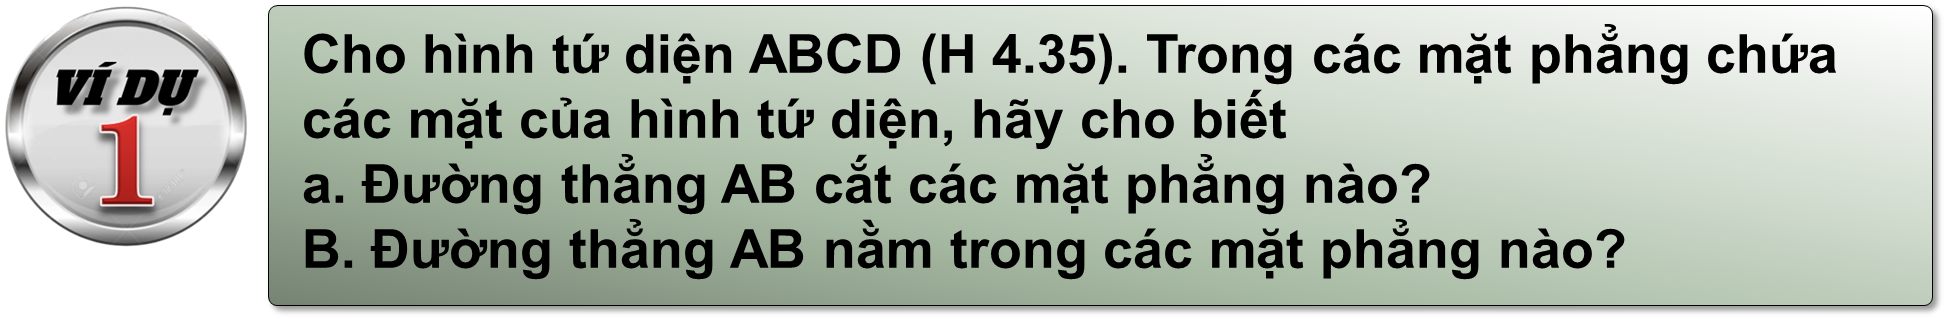 VÍ DỤ
1
Cho hình tứ diện ABCD (H 4.35). Trong các mặt phẳng chứa
các mặt của hình tứ diện, hãy cho biết
a. Đường thẳng AB cắt các mặt phẳng nào?
B. Đường thẳng AB nằm trong các mặt phẳng nào?